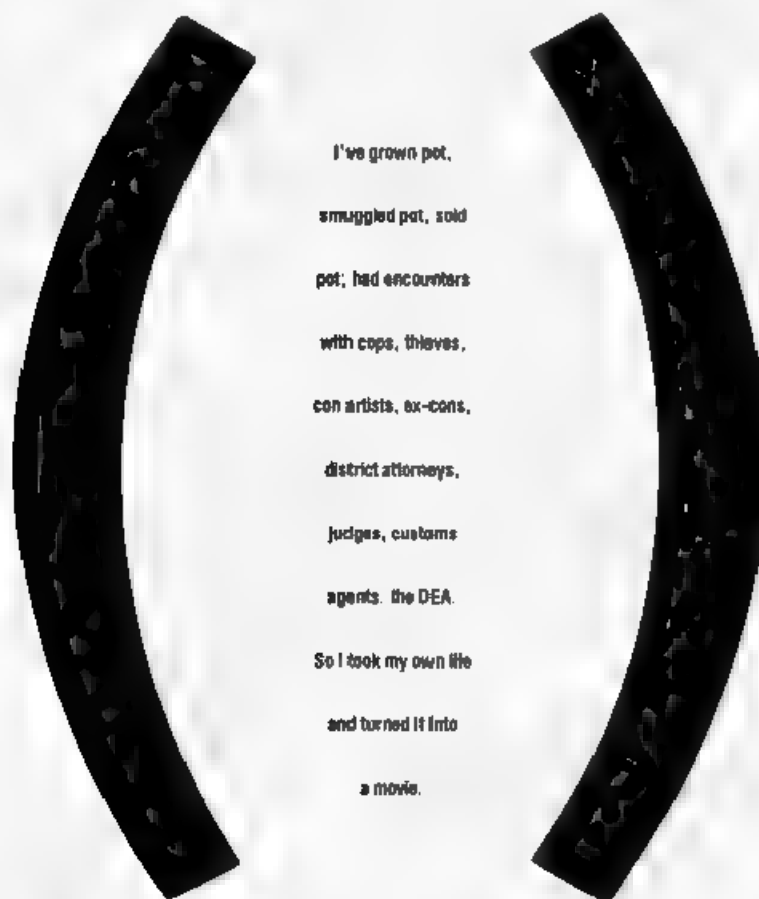 I've grown pot,
smuggled pot, sold
pot; had encounters
with cops, thieves,
con artists, ex-cons,
district attorneys,
judges, customs
agents. the DEA.
So I took my own life
and turned it into
a movie.